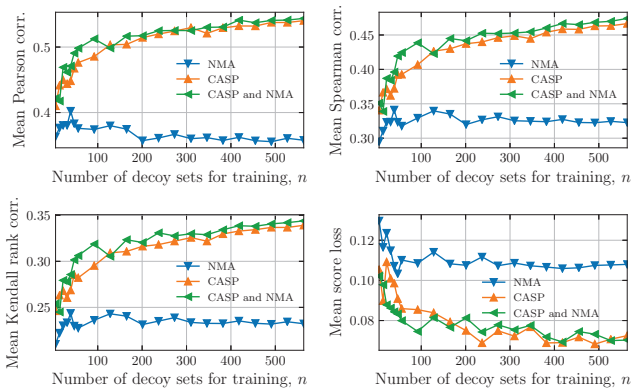 Mean Pearson corr.
0.5
0.4
NMA
CASP
CASP and NMA
100 200 300 400 500
Number of decoy sets for training, n
Mean Spearman corr.
0.45
0.40
0.35
0.30
NMA
CASP
CASP and NMA
100 200 300 400 500
Number of decoy sets for training, n
Mean Kendall rank corr.
0.35
0.30
0.25
NMA
CASP
CASP and NMA
100 200 300 400 500
Number of decoy sets for training, n
Mean score loss
0.12
0.10
0.08
NMA
CASP
CASP and NMA
100 200 300 400 500
Number of decoy sets for training, n